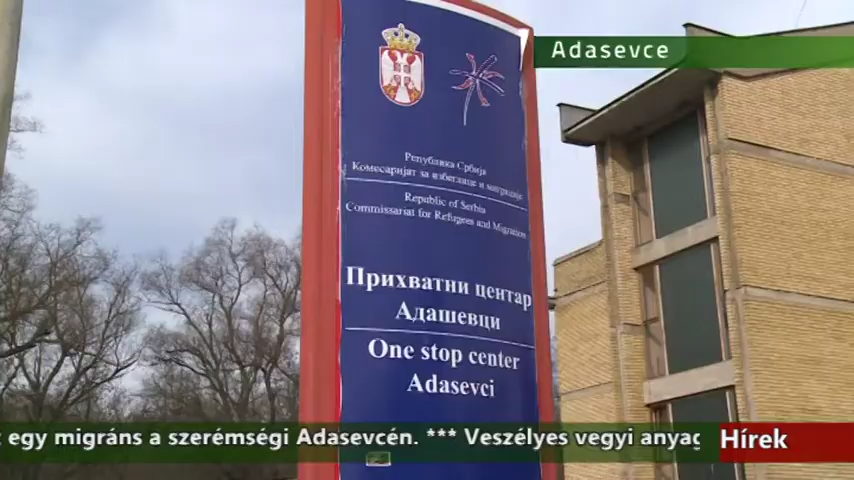 Adasevce
Република Србија
Комесаријат за избеглице и миграције
Republic of Serbia
Commissariat for Refugees and Migration
Прихватни центар
Адашевци
One stop center
Adasevci
egy migráns a szerémségi Adasevcén. *** Veszélyes vegyi anyag
Hírek